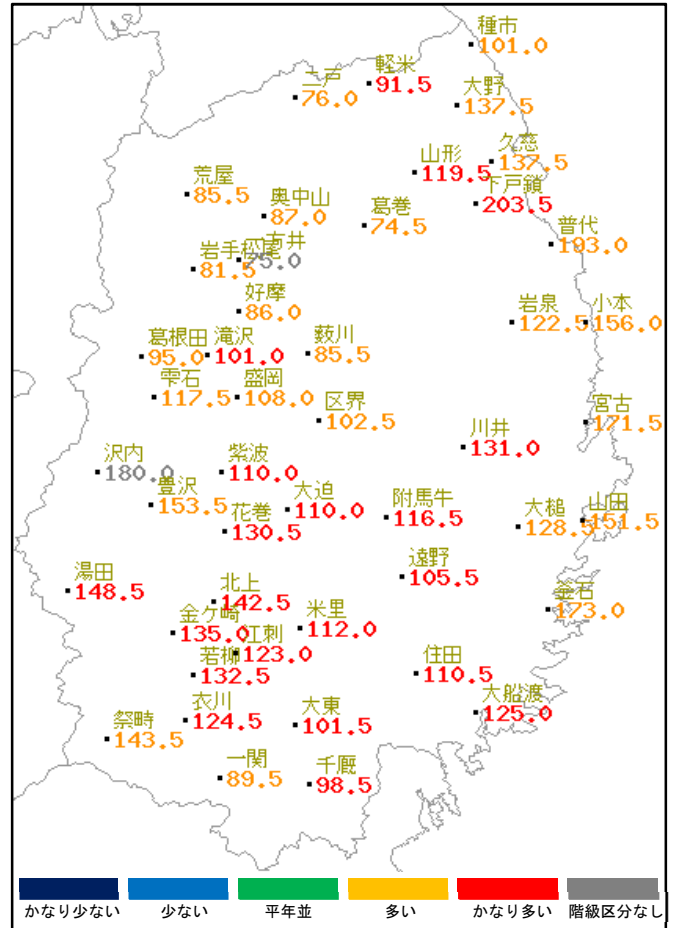 種市
101.0
軽米
91.5
二戸
76.0
大野
137.5
久慈
137.5
山形
119.5
下戸鎖
203.5
荒屋
85.5
奥中山
87.0
葛巻
74.5
普代
193.0
岩手松尾
81.5
75.0
好摩
86.0
岩泉
122.5
小本
156.0
葛根田
95.0
滝沢
101.0
薮川
85.5
雫石
117.5
盛岡
108.0
区界
102.5
宮古
171.5
川井
131.0
沢内
180.0
紫波
110.0
豊沢
153.5
大迫
110.0
附馬牛
116.5
大槌
128.5
山田
151.5
花巻
130.5
湯田
148.5
遠野
105.5
北上
142.5
釜石
173.0
金ケ崎
135.0
米里
112.0
江刺
123.0
若柳
132.5
住田
110.5
衣川
124.5
大東
101.5
大船渡
125.0
祭畤
143.5
一関
89.5
千厩
98.5
かなり少ない 少ない 平年並 多い かなり多い 階級区分なし